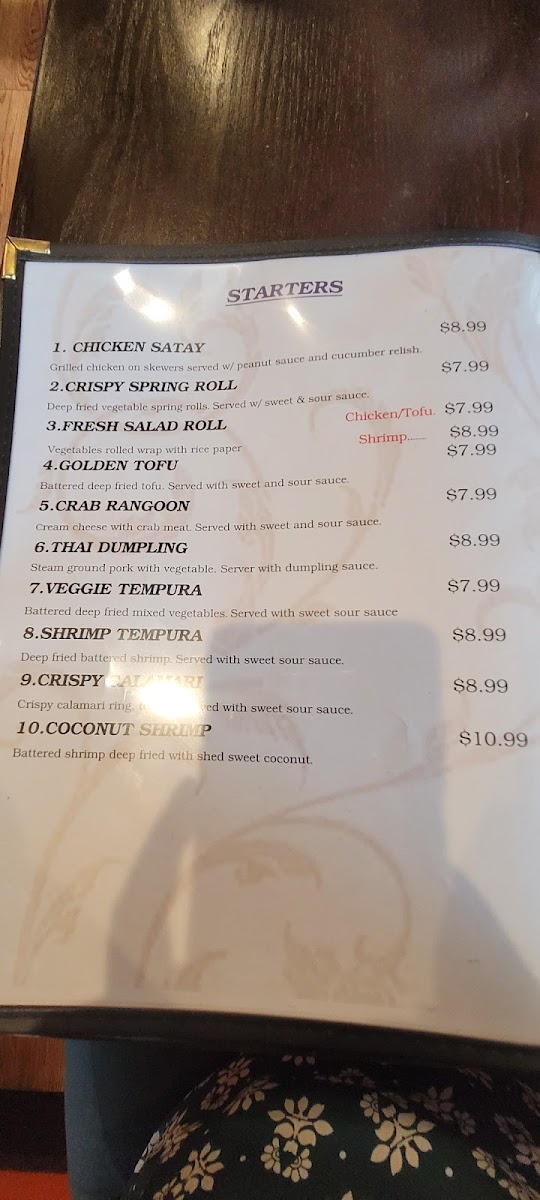 STARTERS
1. CHICKEN SATAY $8.99
Grilled chicken on skewers served w/ peanut sauce and cucumber relish.
2.CRISPY SPRING ROLL $7.99
Deep fried vegetable spring rolls. Served w/ sweet & sour sauce.
3.FRESH SALAD ROLL Chicken/Tofu. $7.99
Shrimp...... $8.99
Vegetables rolled wrap with rice paper
4.GOLDEN TOFU $7.99
Battered deep fried tofu. Served with sweet and sour sauce.
5.CRAB RANGOON $7.99
Cream cheese with crab meat. Served with sweet and sour sauce.
6.THAI DUMPLING $8.99
Steam ground pork with vegetable. Server with dumpling sauce.
7.VEGGIE TEMPURA $7.99
Battered deep fried mixed vegetables. Served with sweet sour sauce
8.SHRIMP TEMPURA $8.99
Deep fried battered shrimp. Served with sweet sour sauce.
9.CRISPY CALAMARI $8.99
Crispy calamari ring, with sweet sour sauce.
10.COCONUT SHRIMP $10.99
Battered shrimp deep fried with shed sweet coconut.